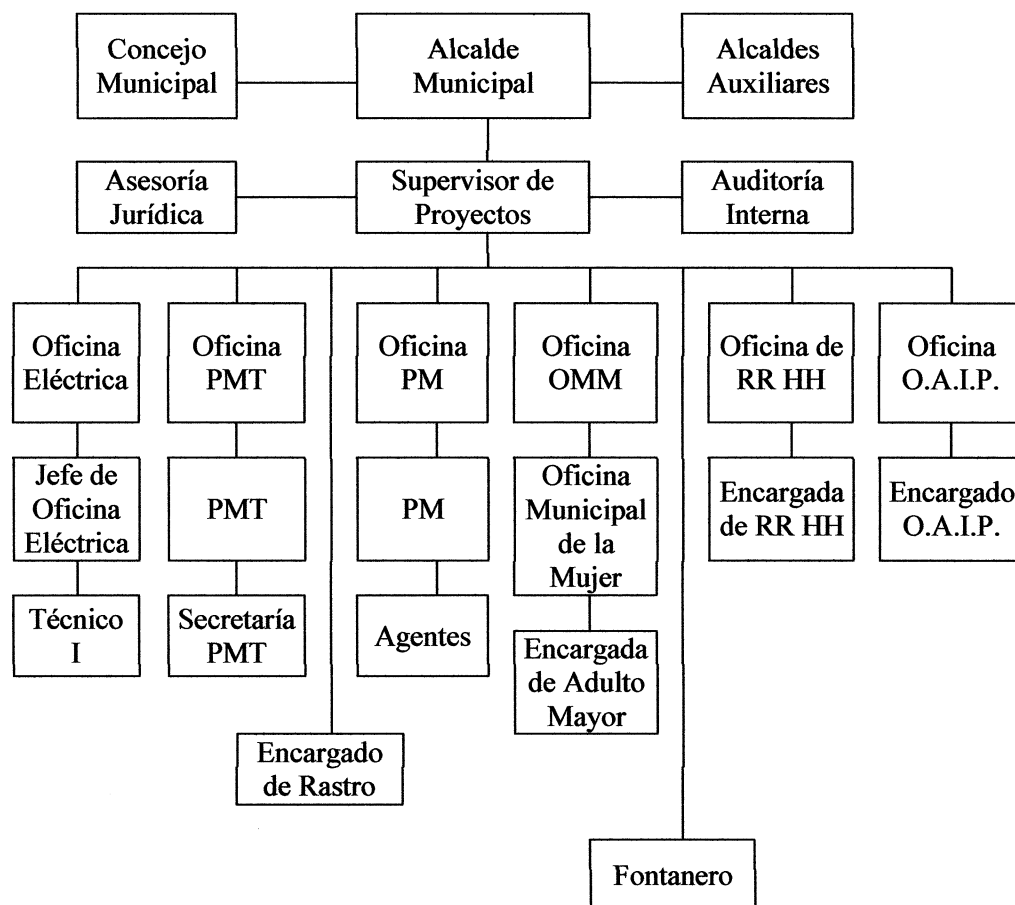 Concejo
Municipal
Alcalde
Municipal
Alcaldes
Auxiliares
Asesoría
Jurídica
Supervisor de
Proyectos
Auditoría
Interna
Oficina
Eléctrica
Oficina
PMT
Oficina
PM
Oficina
OMM
Oficina de
RR HH
Oficina
O.A.I.P.
Jefe de
Oficina
Eléctrica
PMT
PM
Oficina
Municipal
de la
Mujer
Encargada
de RR HH
Encargado
O.A.I.P.
Técnico
I
Secretaría
PMT
Agentes
Encargada
de Adulto
Mayor
Encargado
de Rastro
Fontanero